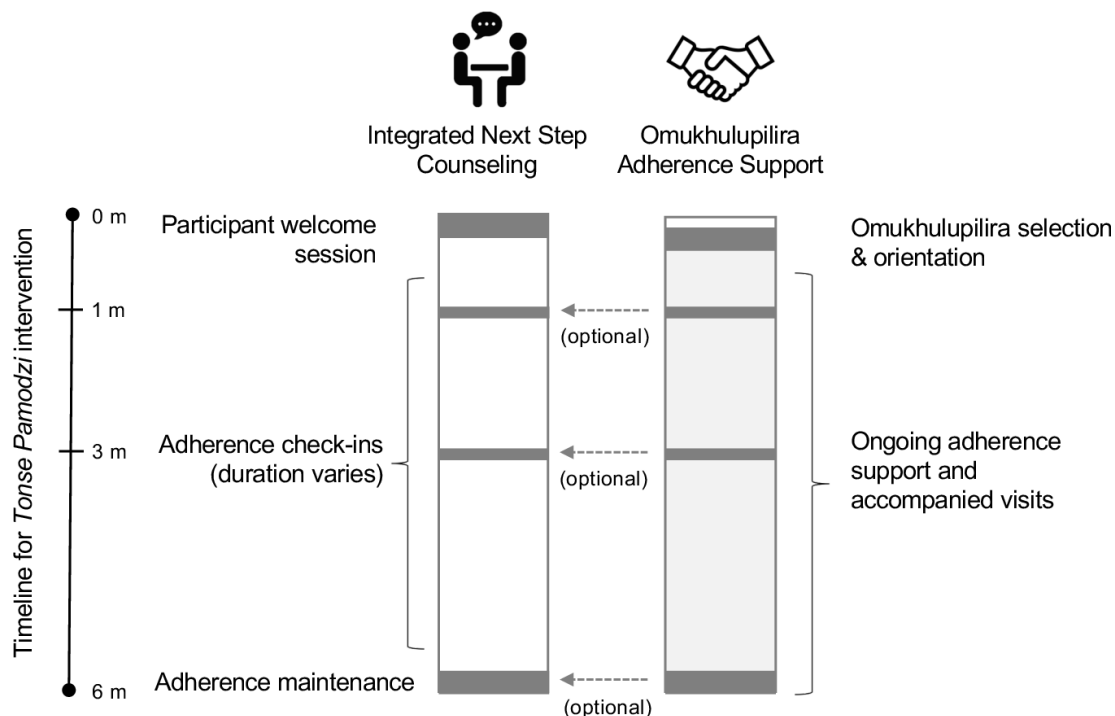 Integrated Next Step
Counseling
Omukhulupilira
Adherence Support
Timeline for Tonse Pamodzi intervention
0 m
Participant welcome
session
Omukhulupilira selection
& orientation
1 m
(optional)
3 m
Adherence check-ins
(duration varies)
(optional)
Ongoing adherence
support and
accompanied visits
6 m
Adherence maintenance
(optional)